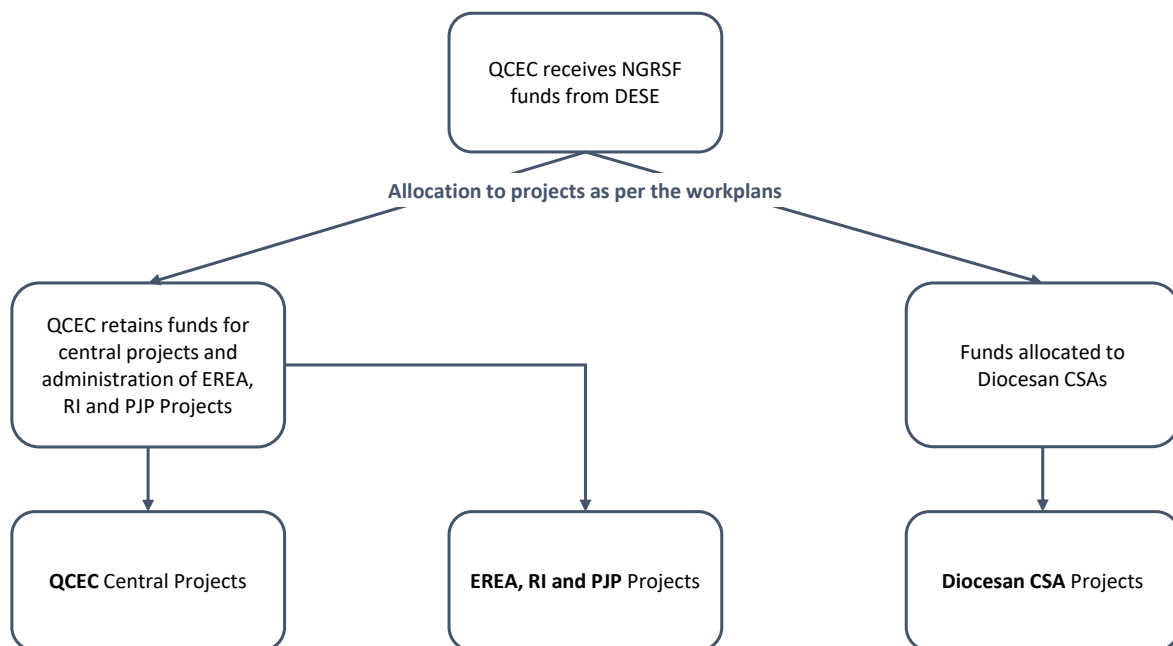 QCEC receives NGRSF
funds from DESE
Allocation to projects as per the workplans
QCEC retains funds for
central projects and
administration of EREA,
RI and PJP Projects
Funds allocated to
Diocesan CSAs
QCEC Central Projects
EREA, RI and PJP Projects
Diocesan CSA Projects